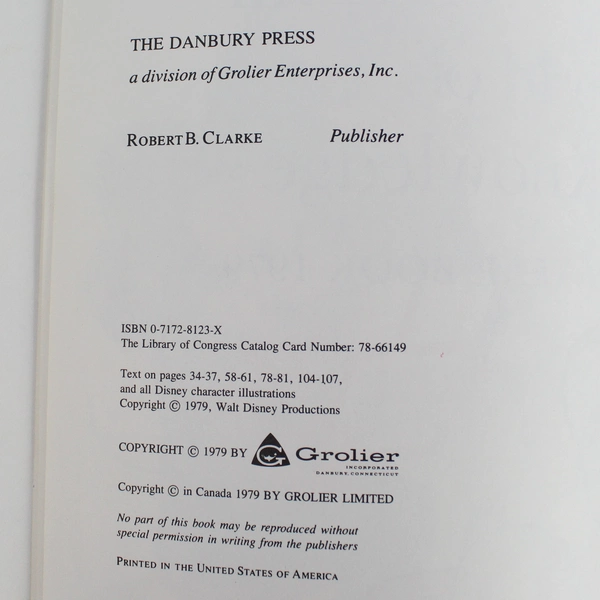 THE DANBURY PRESS
a division of Grolier Enterprises, Inc.
ROBERT B. CLARKE Publisher
ISBN 0-7172-8123-X
The Library of Congress Catalog Card Number: 78-66149
Text on pages 34-37, 58-61, 78-81, 104-107,
and all Disney character illustrations
Copyright © 1979, Walt Disney Productions
COPYRIGHT © 1979 BY G Grolier
INCORPORATED
DANBURY, CONNECTICUT
Copyright © in Canada 1979 BY GROLIER LIMITED
No part of this book may be reproduced without
special permission in writing from the publishers
PRINTED IN THE UNITED STATES OF AMERICA